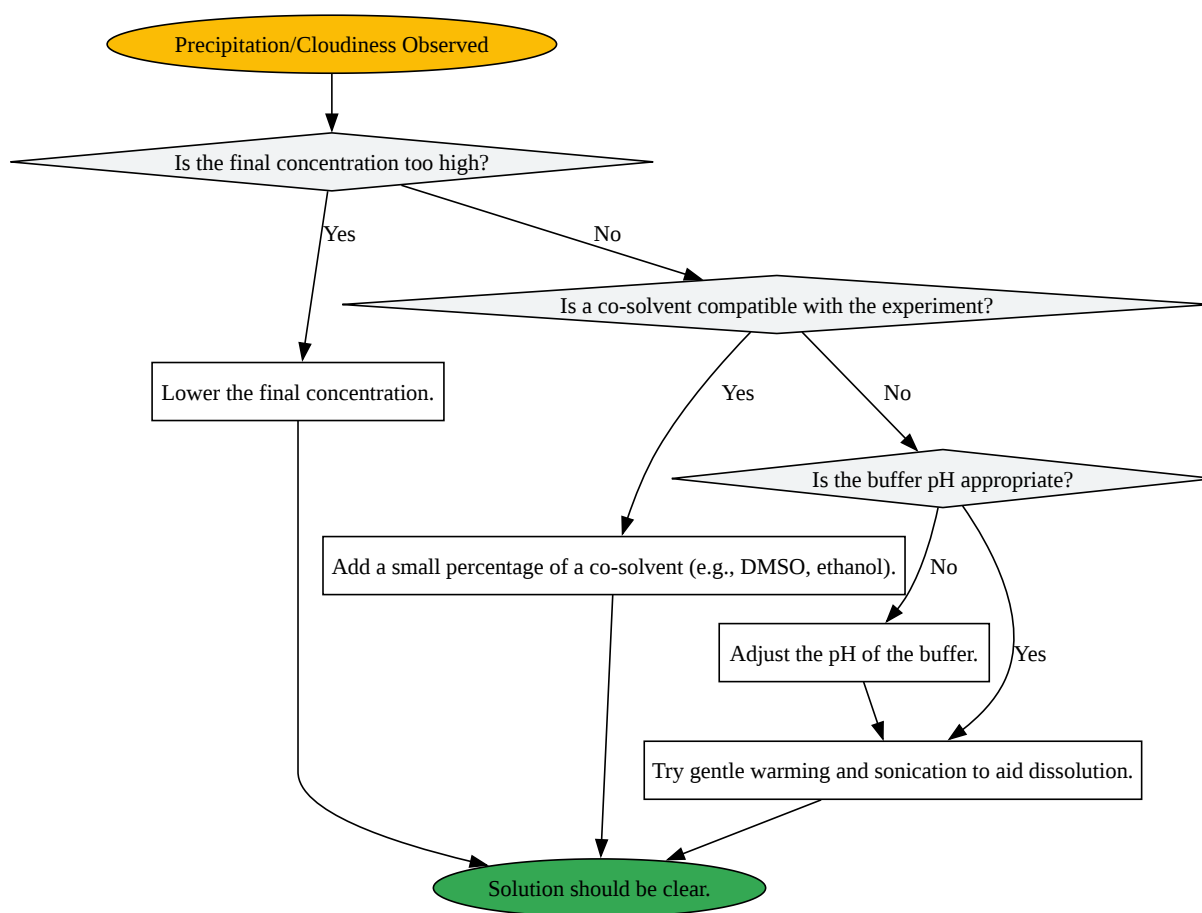 Precipitation/Cloudiness Observed
Is the final concentration too high?
Yes
No
Is a co-solvent compatible with the experiment?
Lower the final concentration.
Yes
No
Is the buffer pH appropriate?
Add a small percentage of a co-solvent (e.g., DMSO, ethanol).
No
Adjust the pH of the buffer.
Yes
Try gentle warming and sonication to aid dissolution.
Solution should be clear.